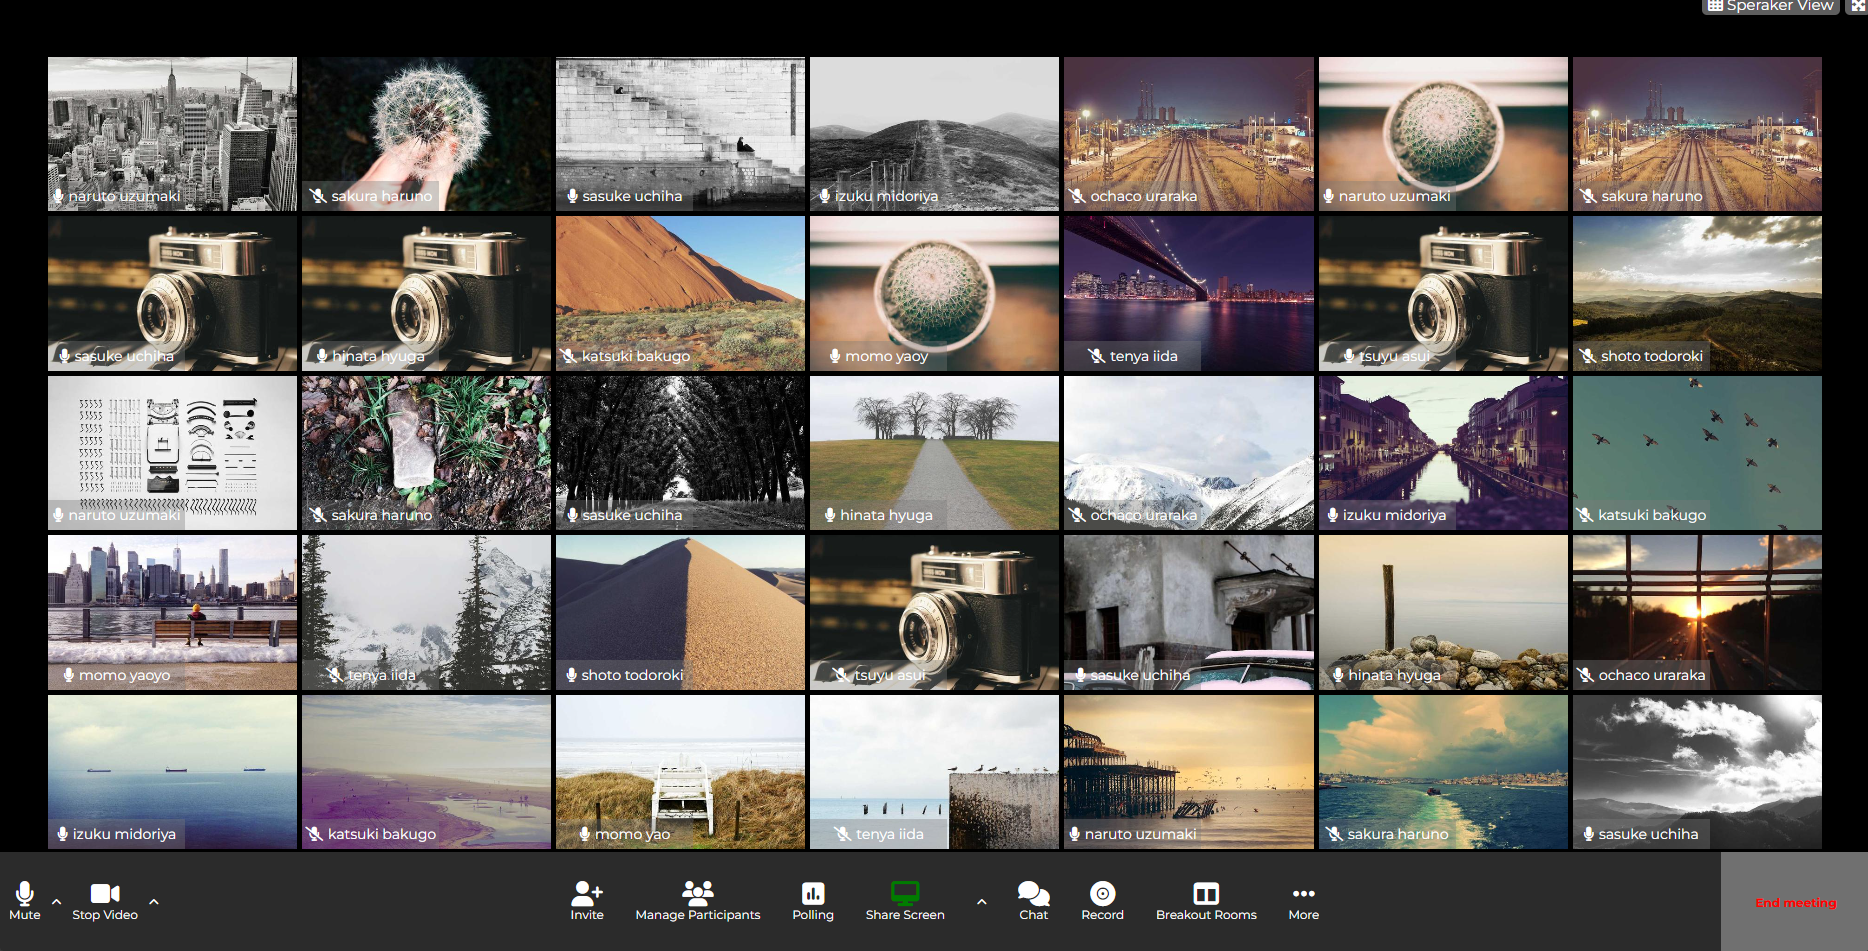 Speraker View
naruto uzumaki
sakura haruno
sasuke uchiha
izuku midoriya
ochaco uraraka
naruto uzumaki
sakura haruno
sasuke uchiha
hinata hyuga
katsuki bakugo
momo yaoy
tenya iida
tsuyu asui
shoto todoroki
naruto uzumaki
sakura haruno
sasuke uchiha
hinata hyuga
ochaco uraraka
izuku midoriya
katsuki bakugo
momo yaoyo
tenya iida
shoto todoroki
tsuyu asui
sasuke uchiha
hinata hyuga
ochaco uraraka
izuku midoriya
katsuki bakugo
momo yao
tenya iida
naruto uzumaki
sakura haruno
sasuke uchiha
Mute
Stop Video
Invite
Manage Participants
Polling
Share Screen
Chat
Record
Breakout Rooms
More
End meeting